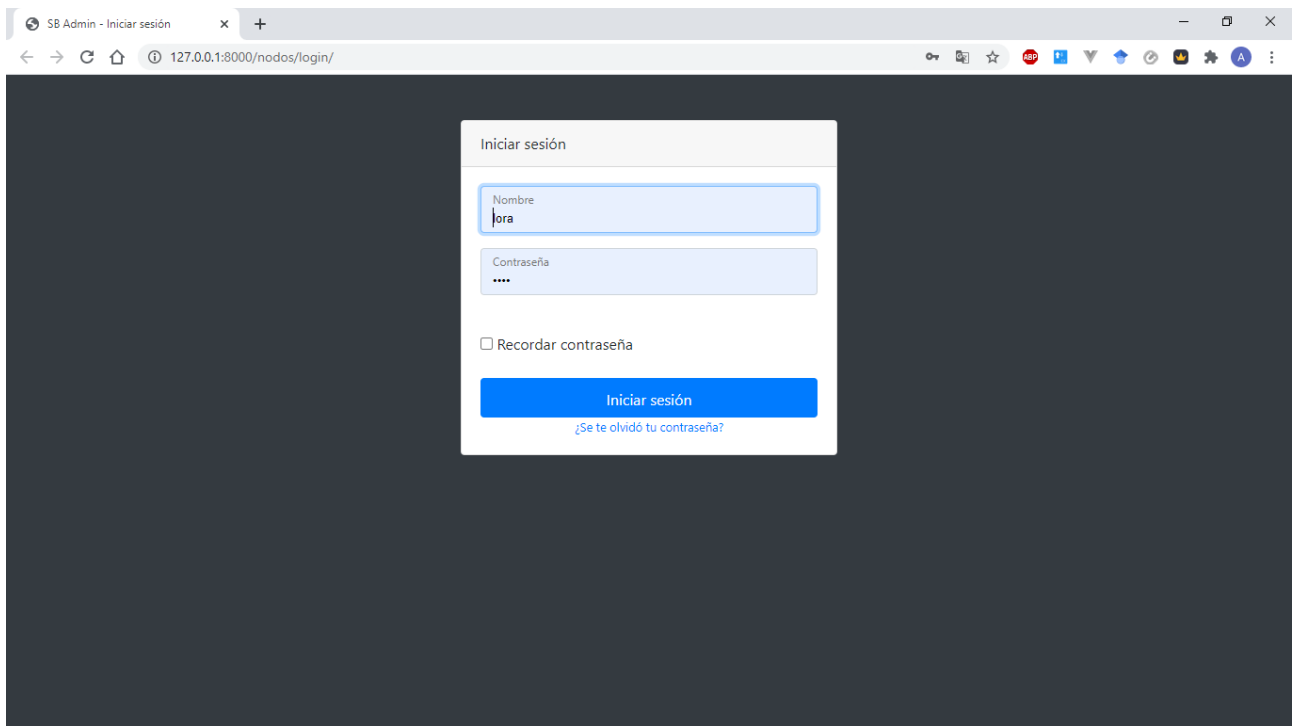 SB Admin - Iniciar sesión
127.0.0.1:8000/nodos/login/
ABP
A
Iniciar sesión
Nombre
lora
Contraseña
••••
Recordar contraseña
Iniciar sesión
¿Se te olvidó tu contraseña?